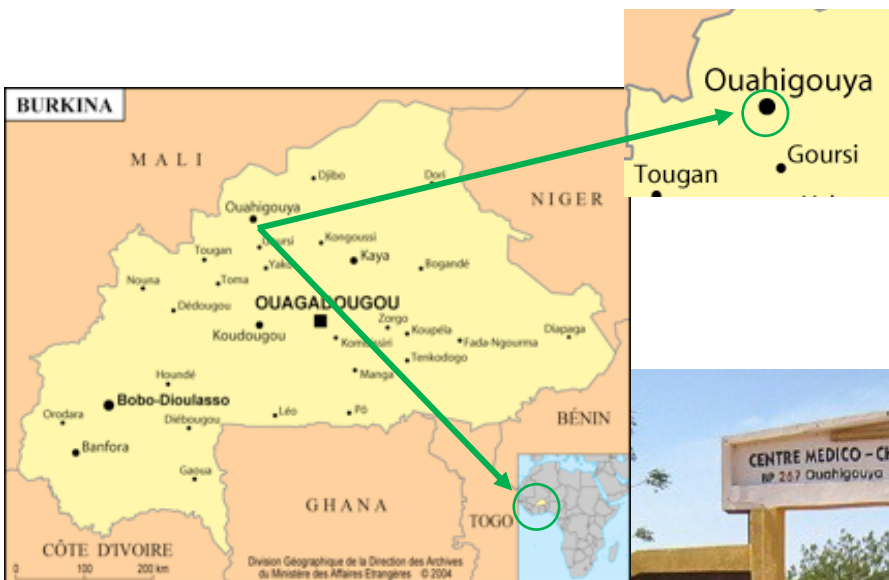 BURKINA
MALI
NIGER
Djibo
Dori
Ouahigouya
Goursi
Kongoussi
Tougan
Yako
Kaya
Bogandé
Nouna
Toma
OUAGADOUGOU
Dédougou
Zorgo
Koudougou
Koupéla
Diapaga
Kombissiri
Fada-Ngourma
Tenkodogo
Houndé
Manga
Bobo-Dioulasso
Orodara
Diébougou
Léo
Pô
BÉNIN
Banfora
Gaoua
GHANA
TOGO
CÔTE D'IVOIRE
0 100 200 km
Division Géographique de la Direction des Archives
du Ministère des Affaires Etrangères © 2004
Ouahigouya
Goursi
Tougan
CENTRE MEDICO - CH
BP 267 Ouahigouya